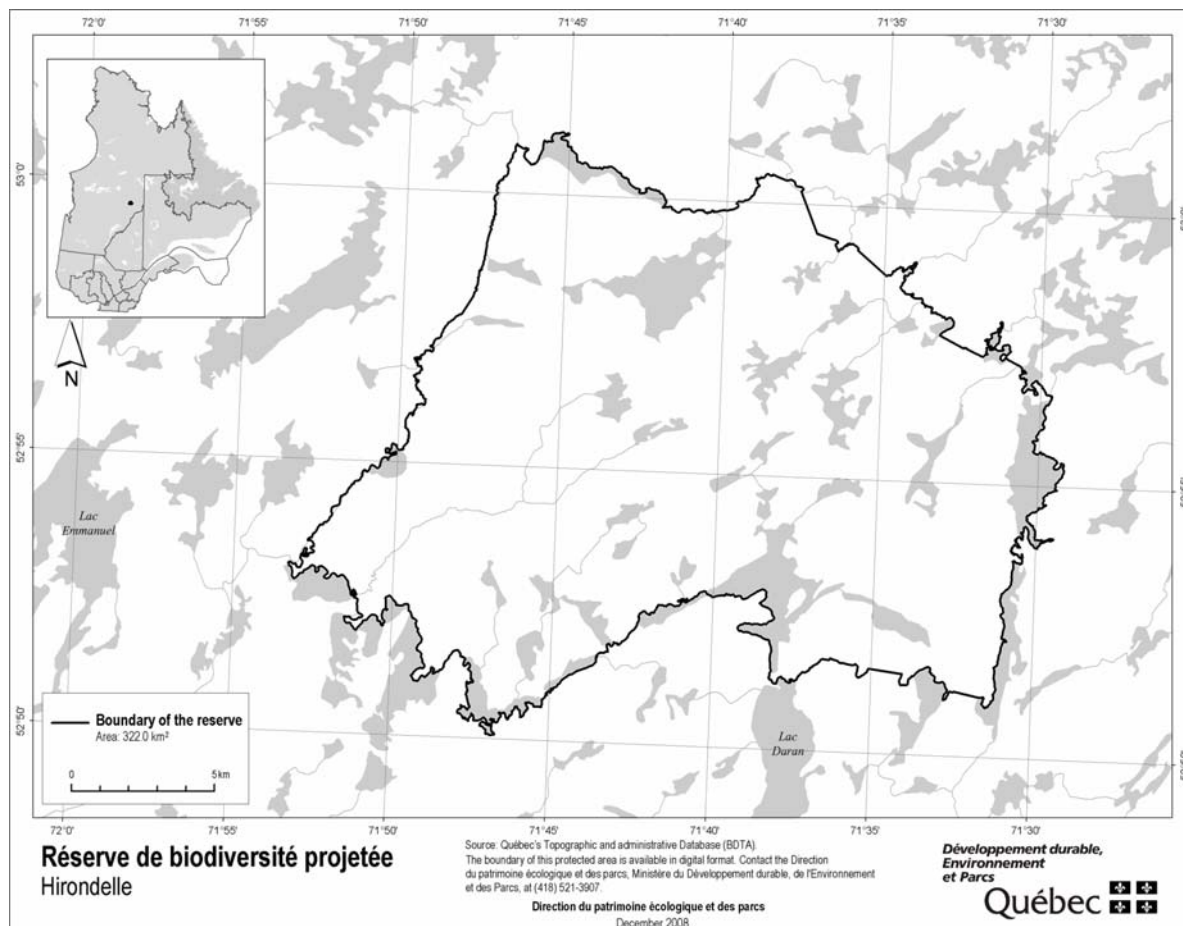 72°0' 71°55' 71°50' 71°45' 71°40' 71°35' 71°30'
53°0'
N
52°55'
Lac
Emmanuel
52°50'
Boundary of the reserve
Area: 322.0 km²
0 5 km
Lac
Daran
72°0' 71°55' 71°50' 71°45' 71°40' 71°35' 71°30'
Réserve de biodiversité projetée
Hirondelle
Source: Québec's Topographic and administrative Database (BDTA).
The boundary of this protected area is available in digital format. Contact the Direction
du patrimoine écologique et des parcs, Ministère du Développement durable, de l'Environnement
et des Parcs, at (418) 521-3907.
Direction du patrimoine écologique et des parcs
December 2008
Développement durable,
Environnement
et Parcs
Québec